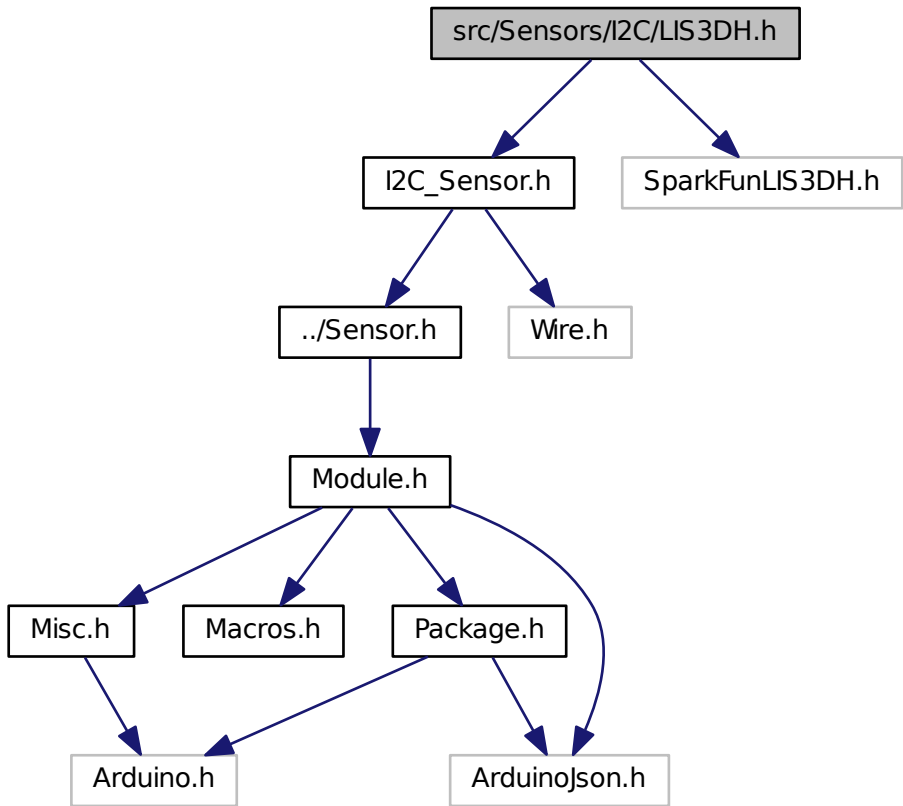 src/Sensors/I2C/LIS3DH.h
I2C_Sensor.h
SparkFunLIS3DH.h
../Sensor.h
Wire.h
Module.h
Misc.h
Macros.h
Package.h
Arduino.h
ArduinoJson.h